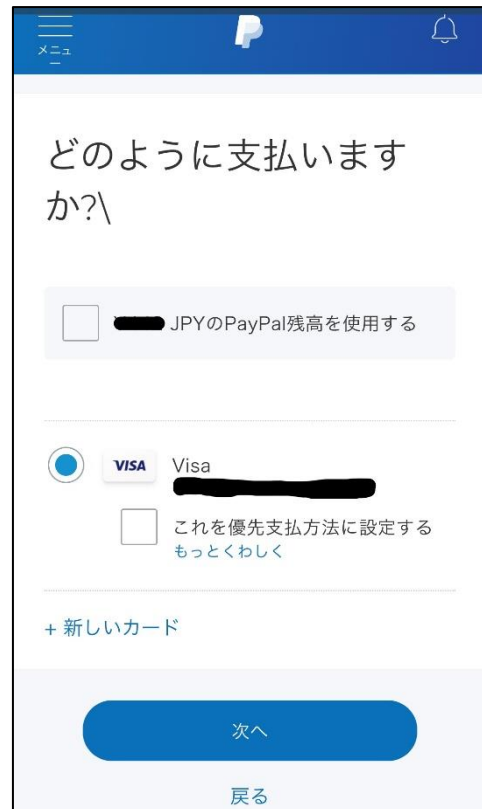 メニュー
どのように支払います
か?\
JPYのPayPal残高を使用する
VISA Visa
これを優先支払方法に設定する
もっとくわしく
+ 新しいカード
次へ
戻る